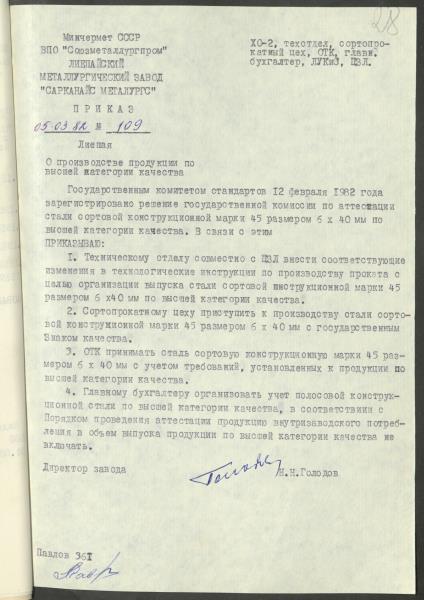 28
Минчермет СССР
ВПО "Союзметаллургпром"
ЛИЕПАЙСКИЙ
МЕТАЛЛУРГИЧЕСКИЙ ЗАВОД
"САРКАНАЙС МЕТАЛУРГС"
ХО-2, техотдел, сортопро-
катный цех, ОТК, главн.
бухгалтер, ЛУКиЗ, ЦЗЛ.
ПРИКАЗ
05.03.82 № 109
Лиепая
О производстве продукции по
высшей категории качества
Государственным комитетом стандартов 12 февраля 1982 года
зарегистрировано решение государственной комиссии по аттестации
стали сортовой конструкционной марки 45 размером 6 х 40 мм по
высшей категории качества. В связи с этим
ПРИКАЗЫВАЮ:
1. Техническому отделу совместно с ЦЗЛ внести соответствующие
изменения в технологические инструкции по производству проката с
целью организации выпуска стали сортовой конструкционной марки 45
размером 6 х40 мм по высшей категории качества.
2. Сортопрокатному цеху приступить к производству стали сорто-
вой конструкционной марки 45 размером 6 х 40 мм с государственным
Знаком качества.
3. ОТК принимать сталь сортовую конструкционную марки 45 раз-
мером 6 х 40 мм с учетом требований, установленных к продукции по
высшей категории качества.
4. Главному бухгалтеру организовать учет полосовой конструк-
ционной стали по высшей категории качества, в соответствии с
Порядком проведения аттестации продукцию внутризаводского потреб-
ления в объем выпуска продукции по высшей категории качества не
включать.
Директор завода Н.Н.Голодов
Павлов 361